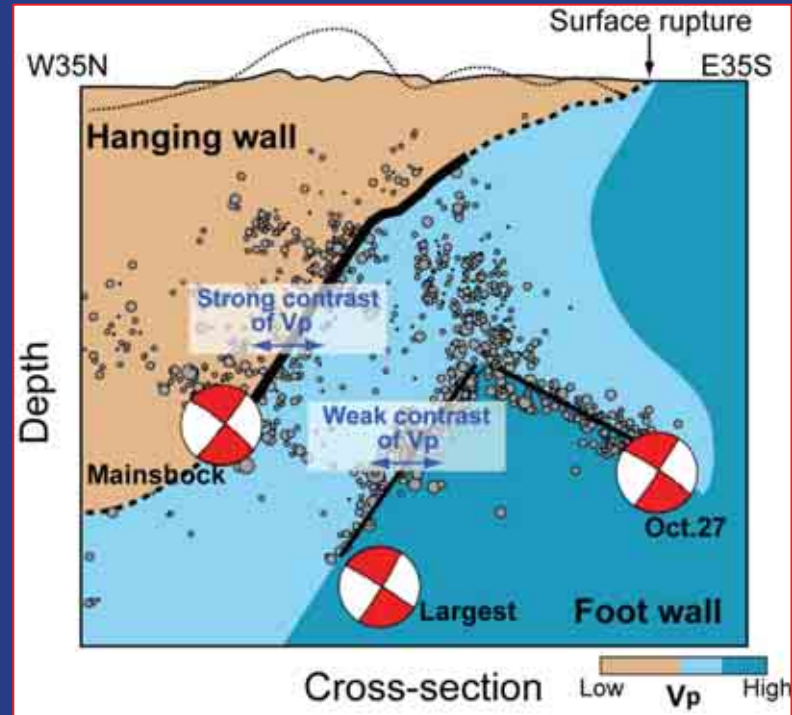 Surface rupture
W35N
E35S
Hanging wall
Strong contrast
of Vp
Depth
Weak contrast
of Vp
Mainshock
Oct.27
Largest
Foot wall
Cross-section
Low
Vp
High